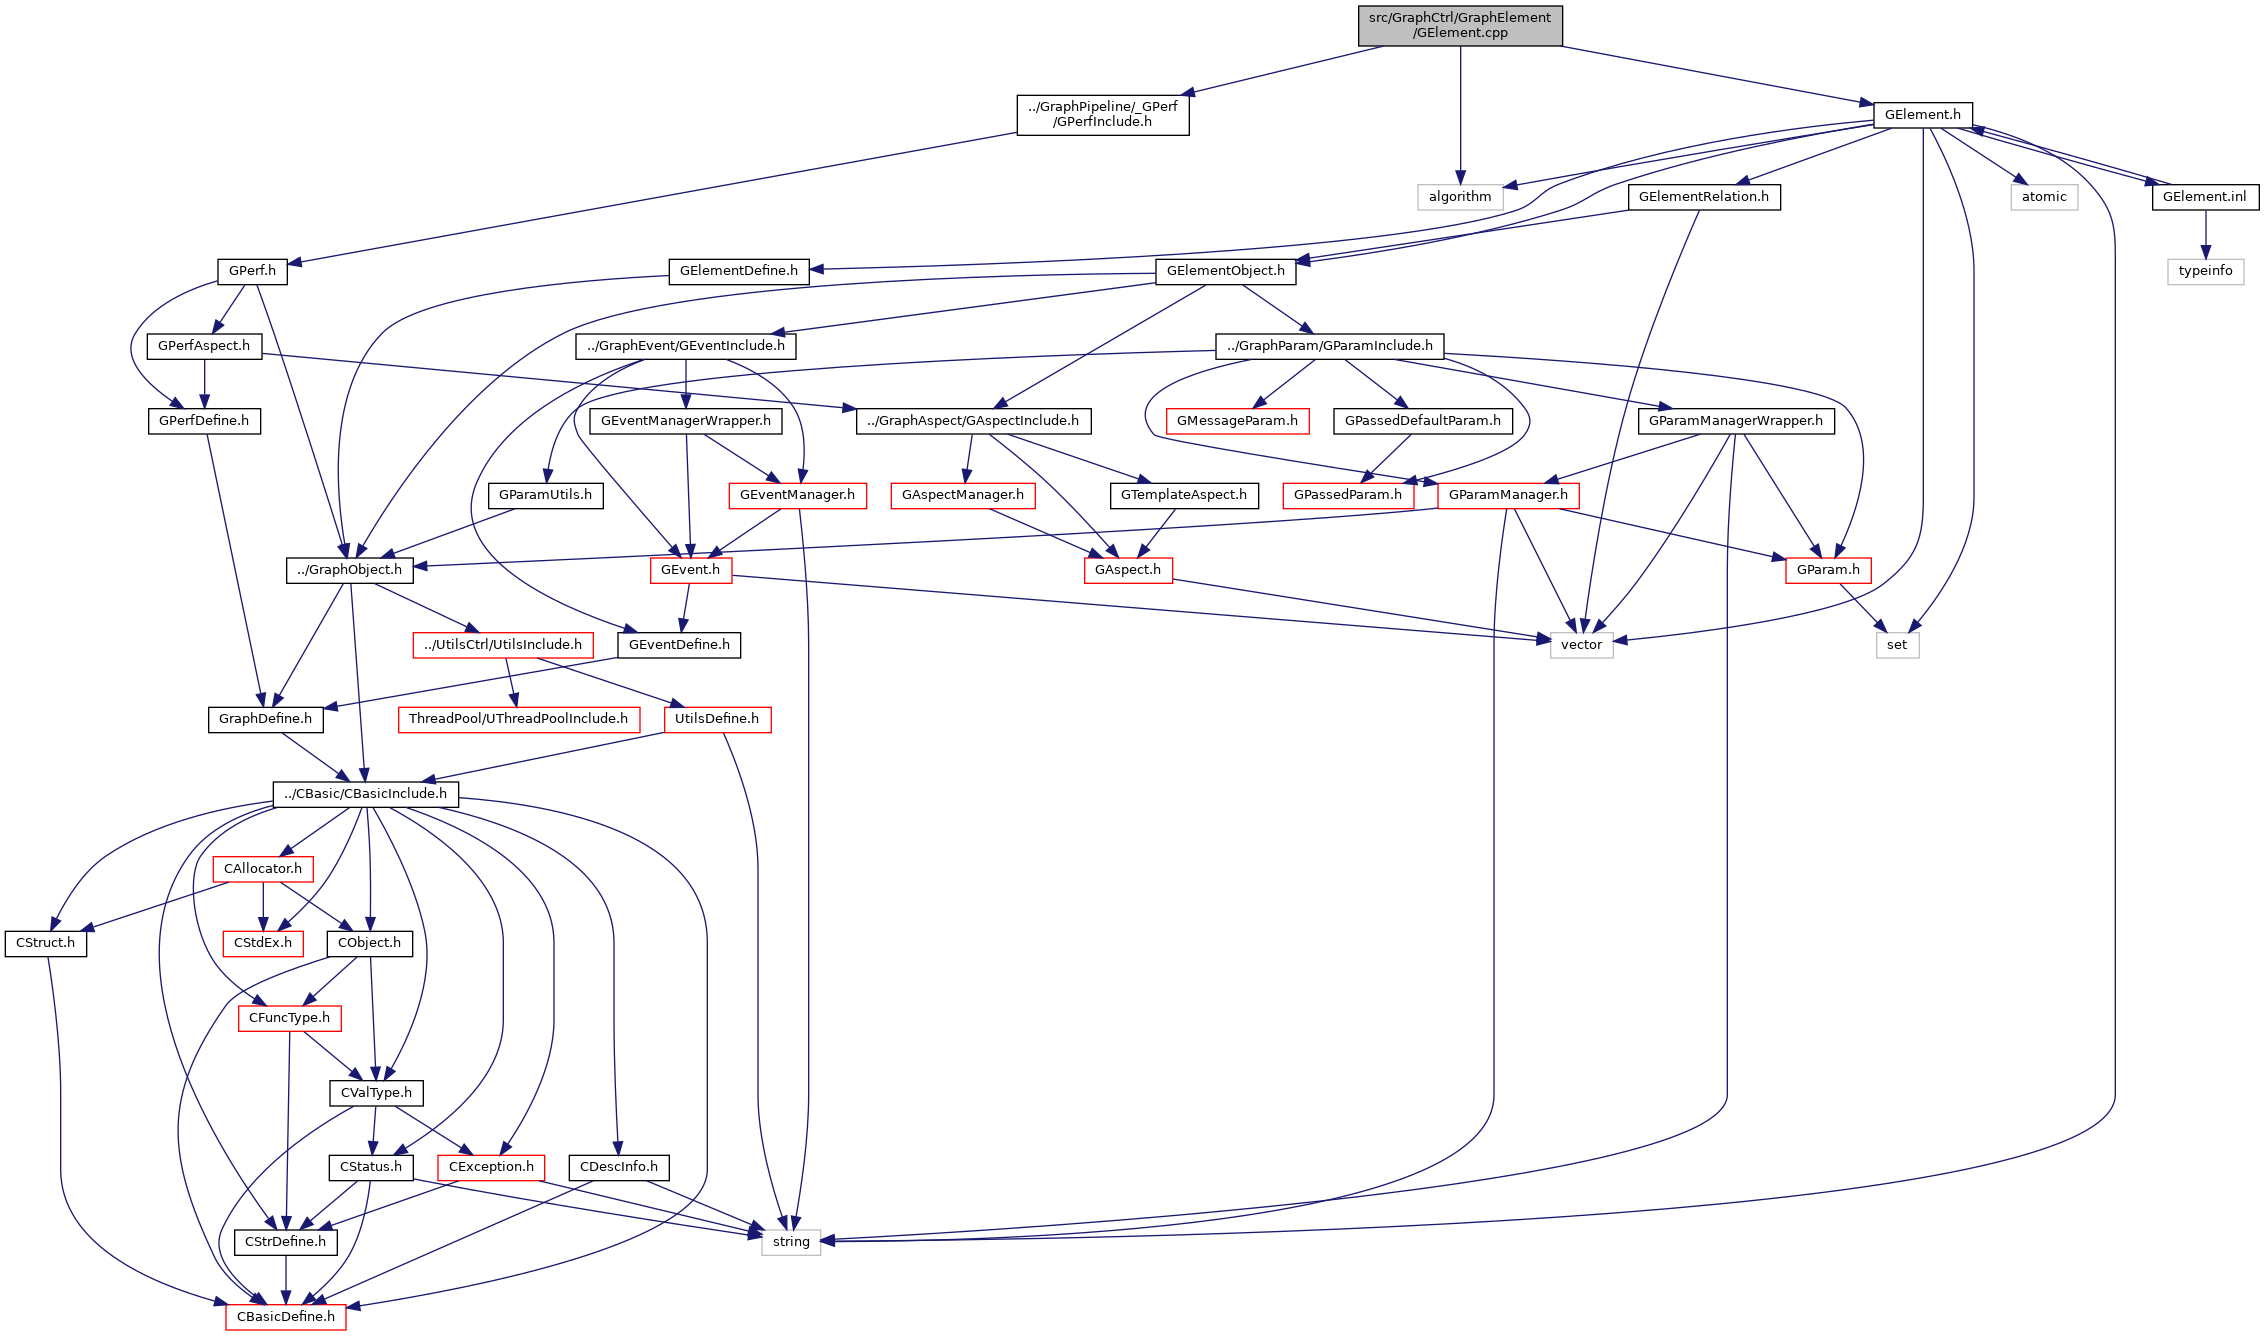 src/GraphCtrl/GraphElement
/GElement.cpp
../GraphPipeline/_GPerf
/GPerfInclude.h
GElement.h
algorithm
GElementRelation.h
atomic
GElement.inl
GPerf.h
GElementDefine.h
GElementObject.h
typeinfo
GPerfAspect.h
../GraphEvent/GEventInclude.h
../GraphParam/GParamInclude.h
GPerfDefine.h
GEventManagerWrapper.h
../GraphAspect/GAspectInclude.h
GMessageParam.h
GPassedDefaultParam.h
GParamManagerWrapper.h
GParamUtils.h
GEventManager.h
GAspectManager.h
GTemplateAspect.h
GPassedParam.h
GParamManager.h
../GraphObject.h
GEvent.h
GAspect.h
GParam.h
../UtilsCtrl/UtilsInclude.h
GEventDefine.h
vector
set
GraphDefine.h
ThreadPool/UThreadPoolInclude.h
UtilsDefine.h
../CBasic/CBasicInclude.h
CAllocator.h
CStruct.h
CStdEx.h
CObject.h
CFuncType.h
CValType.h
CStatus.h
CException.h
CDescInfo.h
CStrDefine.h
string
CBasicDefine.h